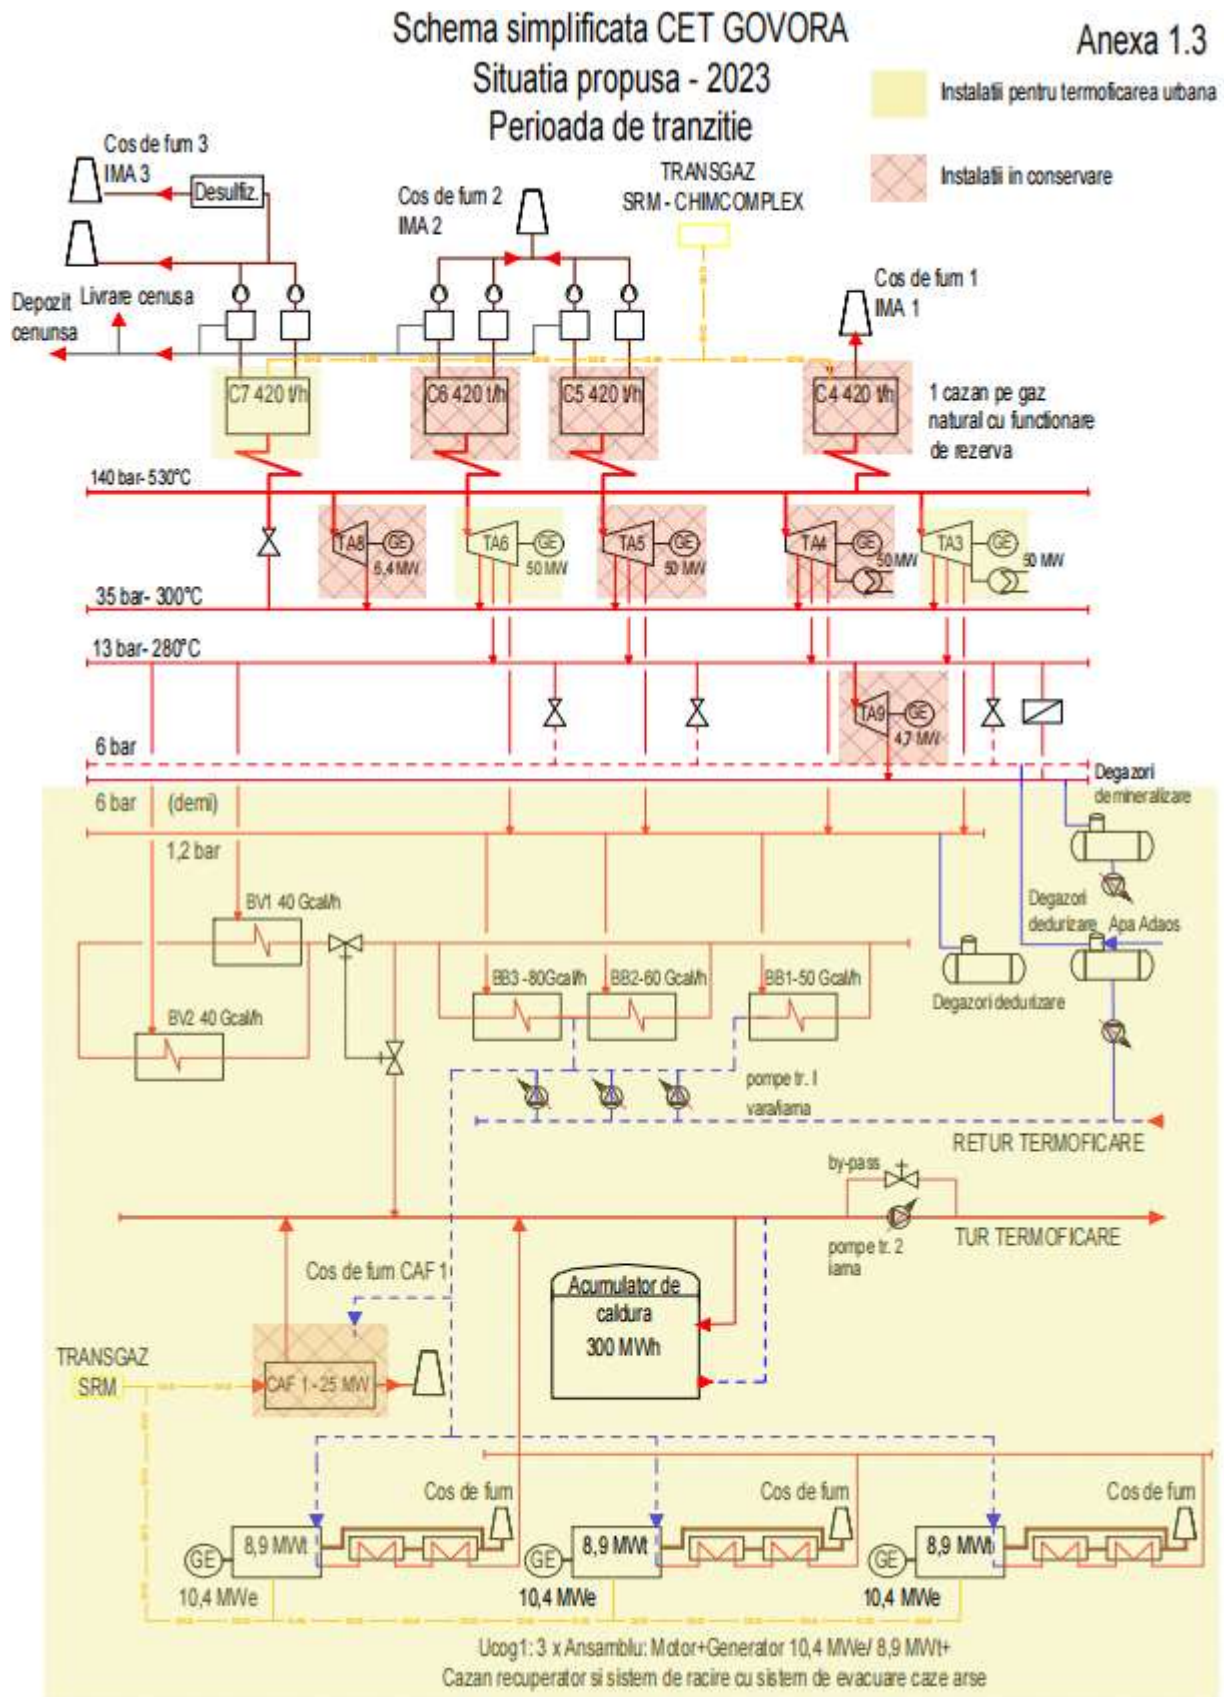 Schema simplificata CET GOVORA
Situatia propusa - 2023
Perioada de tranzitie
Anexa 1.3
Instalatii pentru termoficarea urbana
Instalatii in conservare
Cos de fum 3
IMA 3
Desulfiz.
Cos de fum 2
IMA 2
TRANSGAZ
SRM - CHIMCOMPLEX
Cos de fum 1
IMA 1
Depozit
cenunsa
Livrare cenusa
C7 420 t/h
C6 420 t/h
C5 420 t/h
C4 420 t/h
1 cazan pe gaz
natural cu functionare
de rezerva
140 bar- 530°C
TA8
GE
6,4 MW
TA6
GE
50 MW
TA5
GE
50 MW
TA4
GE
50 MW
TA3
GE
50 MW
35 bar- 300°C
13 bar- 280°C
TA9
GE
4,7 MW
6 bar
6 bar (demi)
1,2 bar
Degazori
demineralizare
BV1 40 Gcal/h
Degazori
dedurizare
Apa Adaos
BB3 -80Gcal/h
BB2-60 Gcal/h
BB1-50 Gcal/h
Degazori dedurizare
BV2 40 Gcal/h
pompe tr. I
vara/iarna
RETUR TERMOFICARE
by-pass
TUR TERMOFICARE
pompe tr. 2
iarna
Cos de fum CAF 1
Acumulator de
caldura
300 MWh
TRANSGAZ
SRM
CAF 1 - 25 MW
Cos de fum
Cos de fum
Cos de fum
GE
8,9 MWt
10,4 MWe
GE
8,9 MWt
10,4 MWe
GE
8,9 MWt
10,4 MWe
Ucog1: 3 x Ansamblu: Motor+Generator 10,4 MWe/ 8,9 MWt+
Cazan recuperator si sistem de racire cu sistem de evacuare caze arse